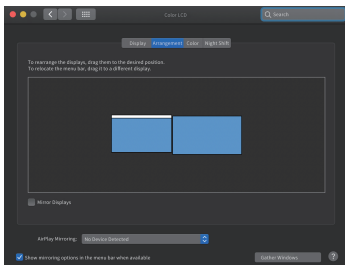 Color LCD
Search
Display Arrangement Color Night Shift
To rearrange the displays, drag them to the desired position.
To relocate the menu bar, drag it to a different display.
Mirror Displays
AirPlay Mirroring: No Device Detected
Show mirroring options in the menu bar when available
Gather Windows
?